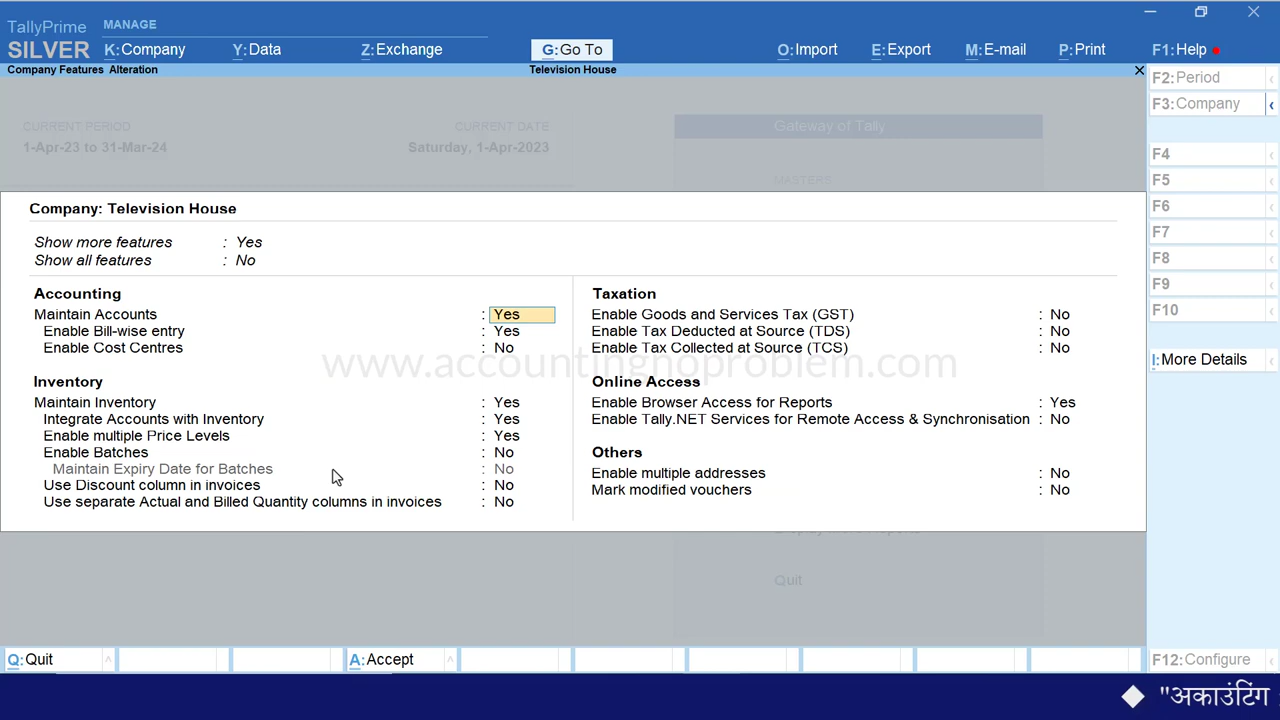 TallyPrime MANAGE
SILVER K:Company Y:Data Z:Exchange G:Go To O:Import E:Export M:E-mail P:Print F1:Help
Company Features Alteration Television House
F2:Period
F3:Company
CURRENT PERIOD CURRENT DATE Gateway of Tally
1-Apr-23 to 31-Mar-24 Saturday, 1-Apr-2023
MASTERS
F4
F5
F6
F7
F8
F9
F10
I:More Details
Company: Television House
Show more features : Yes
Show all features : No
Accounting
Maintain Accounts : Yes
Enable Bill-wise entry : Yes
Enable Cost Centres : No
Inventory
Maintain Inventory : Yes
Integrate Accounts with Inventory : Yes
Enable multiple Price Levels : Yes
Enable Batches : No
Maintain Expiry Date for Batches : No
Use Discount column in invoices : No
Use separate Actual and Billed Quantity columns in invoices : No
Taxation
Enable Goods and Services Tax (GST) : No
Enable Tax Deducted at Source (TDS) : No
Enable Tax Collected at Source (TCS) : No
Online Access
Enable Browser Access for Reports : Yes
Enable Tally.NET Services for Remote Access & Synchronisation : No
Others
Enable multiple addresses : No
Mark modified vouchers : No
www.accountingnoproblem.com
Quit
Q:Quit A:Accept F12:Configure
"अकाउंटिंग